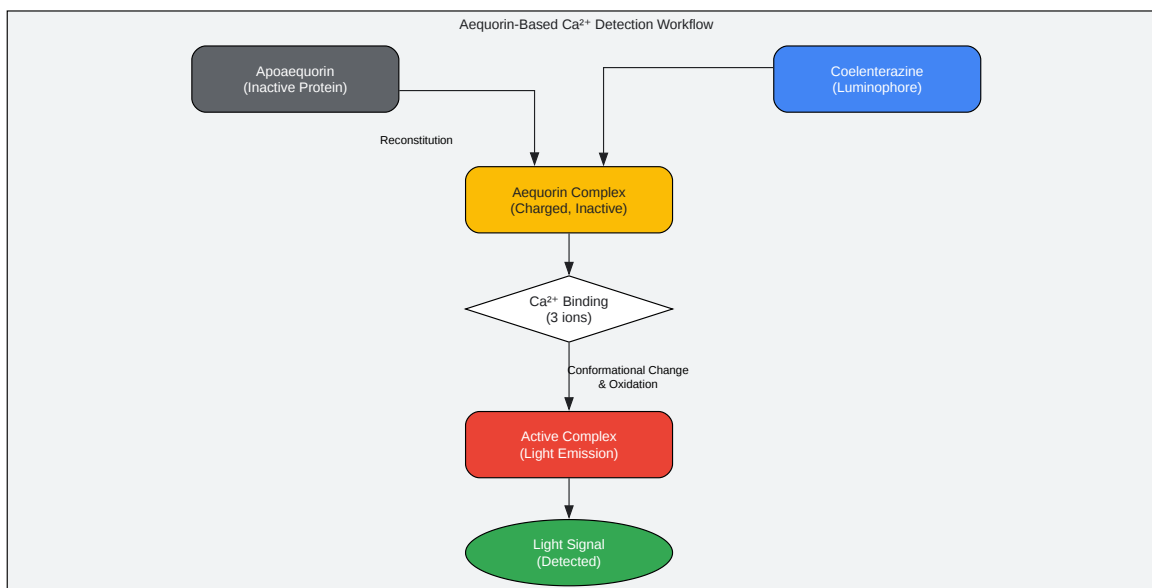 Aequorin-Based Ca²⁺ Detection Workflow
Apoaequorin
(Inactive Protein)
Coelenterazine
(Luminophore)
Reconstitution
Aequorin Complex
(Charged, Inactive)
Ca²⁺ Binding
(3 ions)
Conformational Change
& Oxidation
Active Complex
(Light Emission)
Light Signal
(Detected)